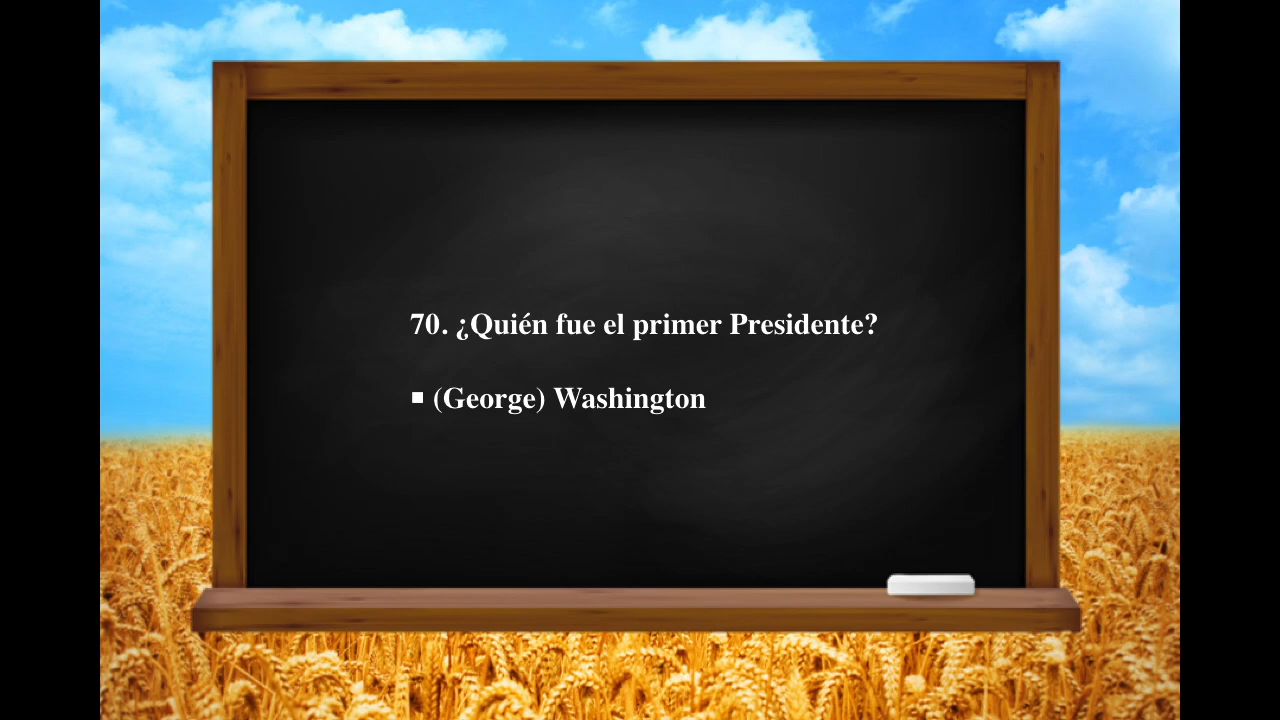 70. ¿Quién fue el primer Presidente?
▪ (George) Washington